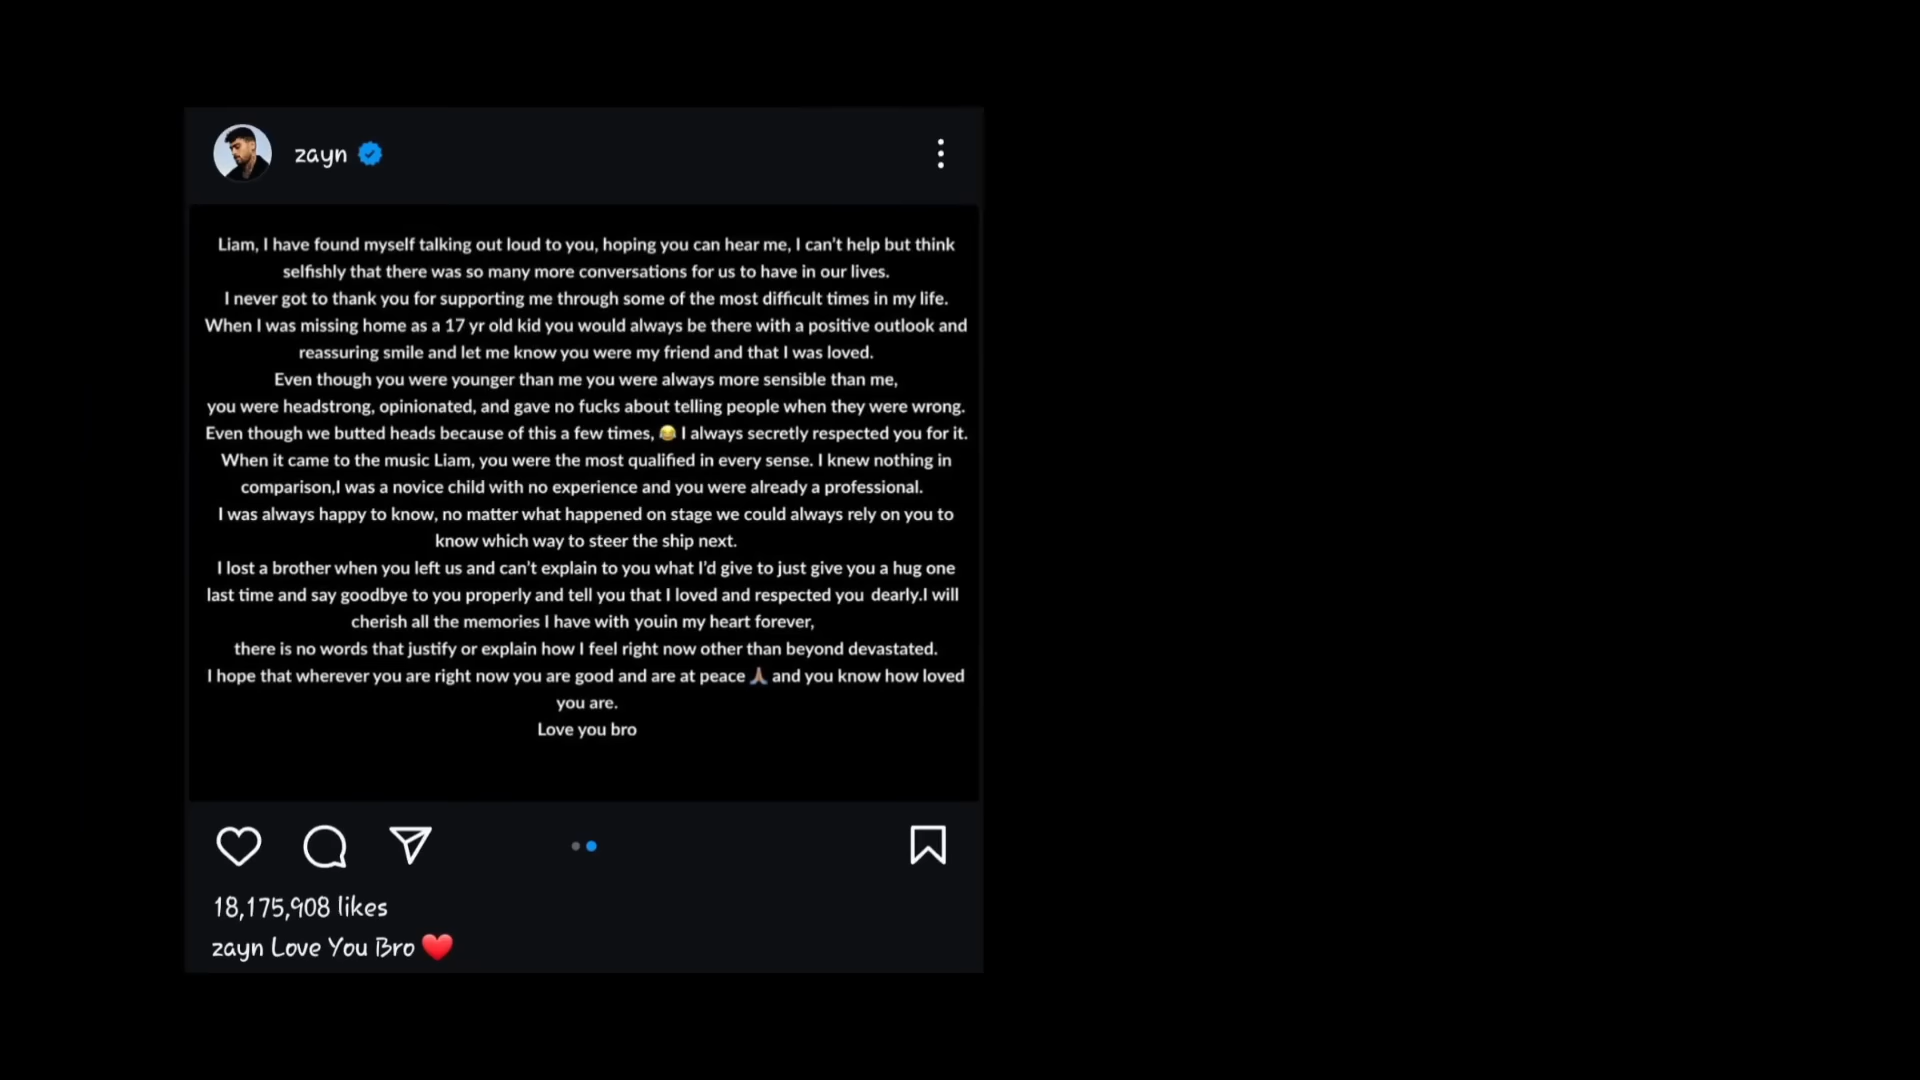 zayn
Liam, I have found myself talking out loud to you, hoping you can hear me, I can't help but think
selfishly that there was so many more conversations for us to have in our lives.
I never got to thank you for supporting me through some of the most difficult times in my life.
When I was missing home as a 17 yr old kid you would always be there with a positive outlook and
reassuring smile and let me know you were my friend and that I was loved.
Even though you were younger than me you were always more sensible than me,
you were headstrong, opinionated, and gave no fucks about telling people when they were wrong.
Even though we butted heads because of this a few times, 😂 I always secretly respected you for it.
When it came to the music Liam, you were the most qualified in every sense. I knew nothing in
comparison,I was a novice child with no experience and you were already a professional.
I was always happy to know, no matter what happened on stage we could always rely on you to
know which way to steer the ship next.
I lost a brother when you left us and can't explain to you what I'd give to just give you a hug one
last time and say goodbye to you properly and tell you that I loved and respected you dearly.I will
cherish all the memories I have with youin my heart forever,
there is no words that justify or explain how I feel right now other than beyond devastated.
I hope that wherever you are right now you are good and are at peace 🙏🏽 and you know how loved
you are.
Love you bro
18,175,908 likes
zayn Love You Bro ❤️